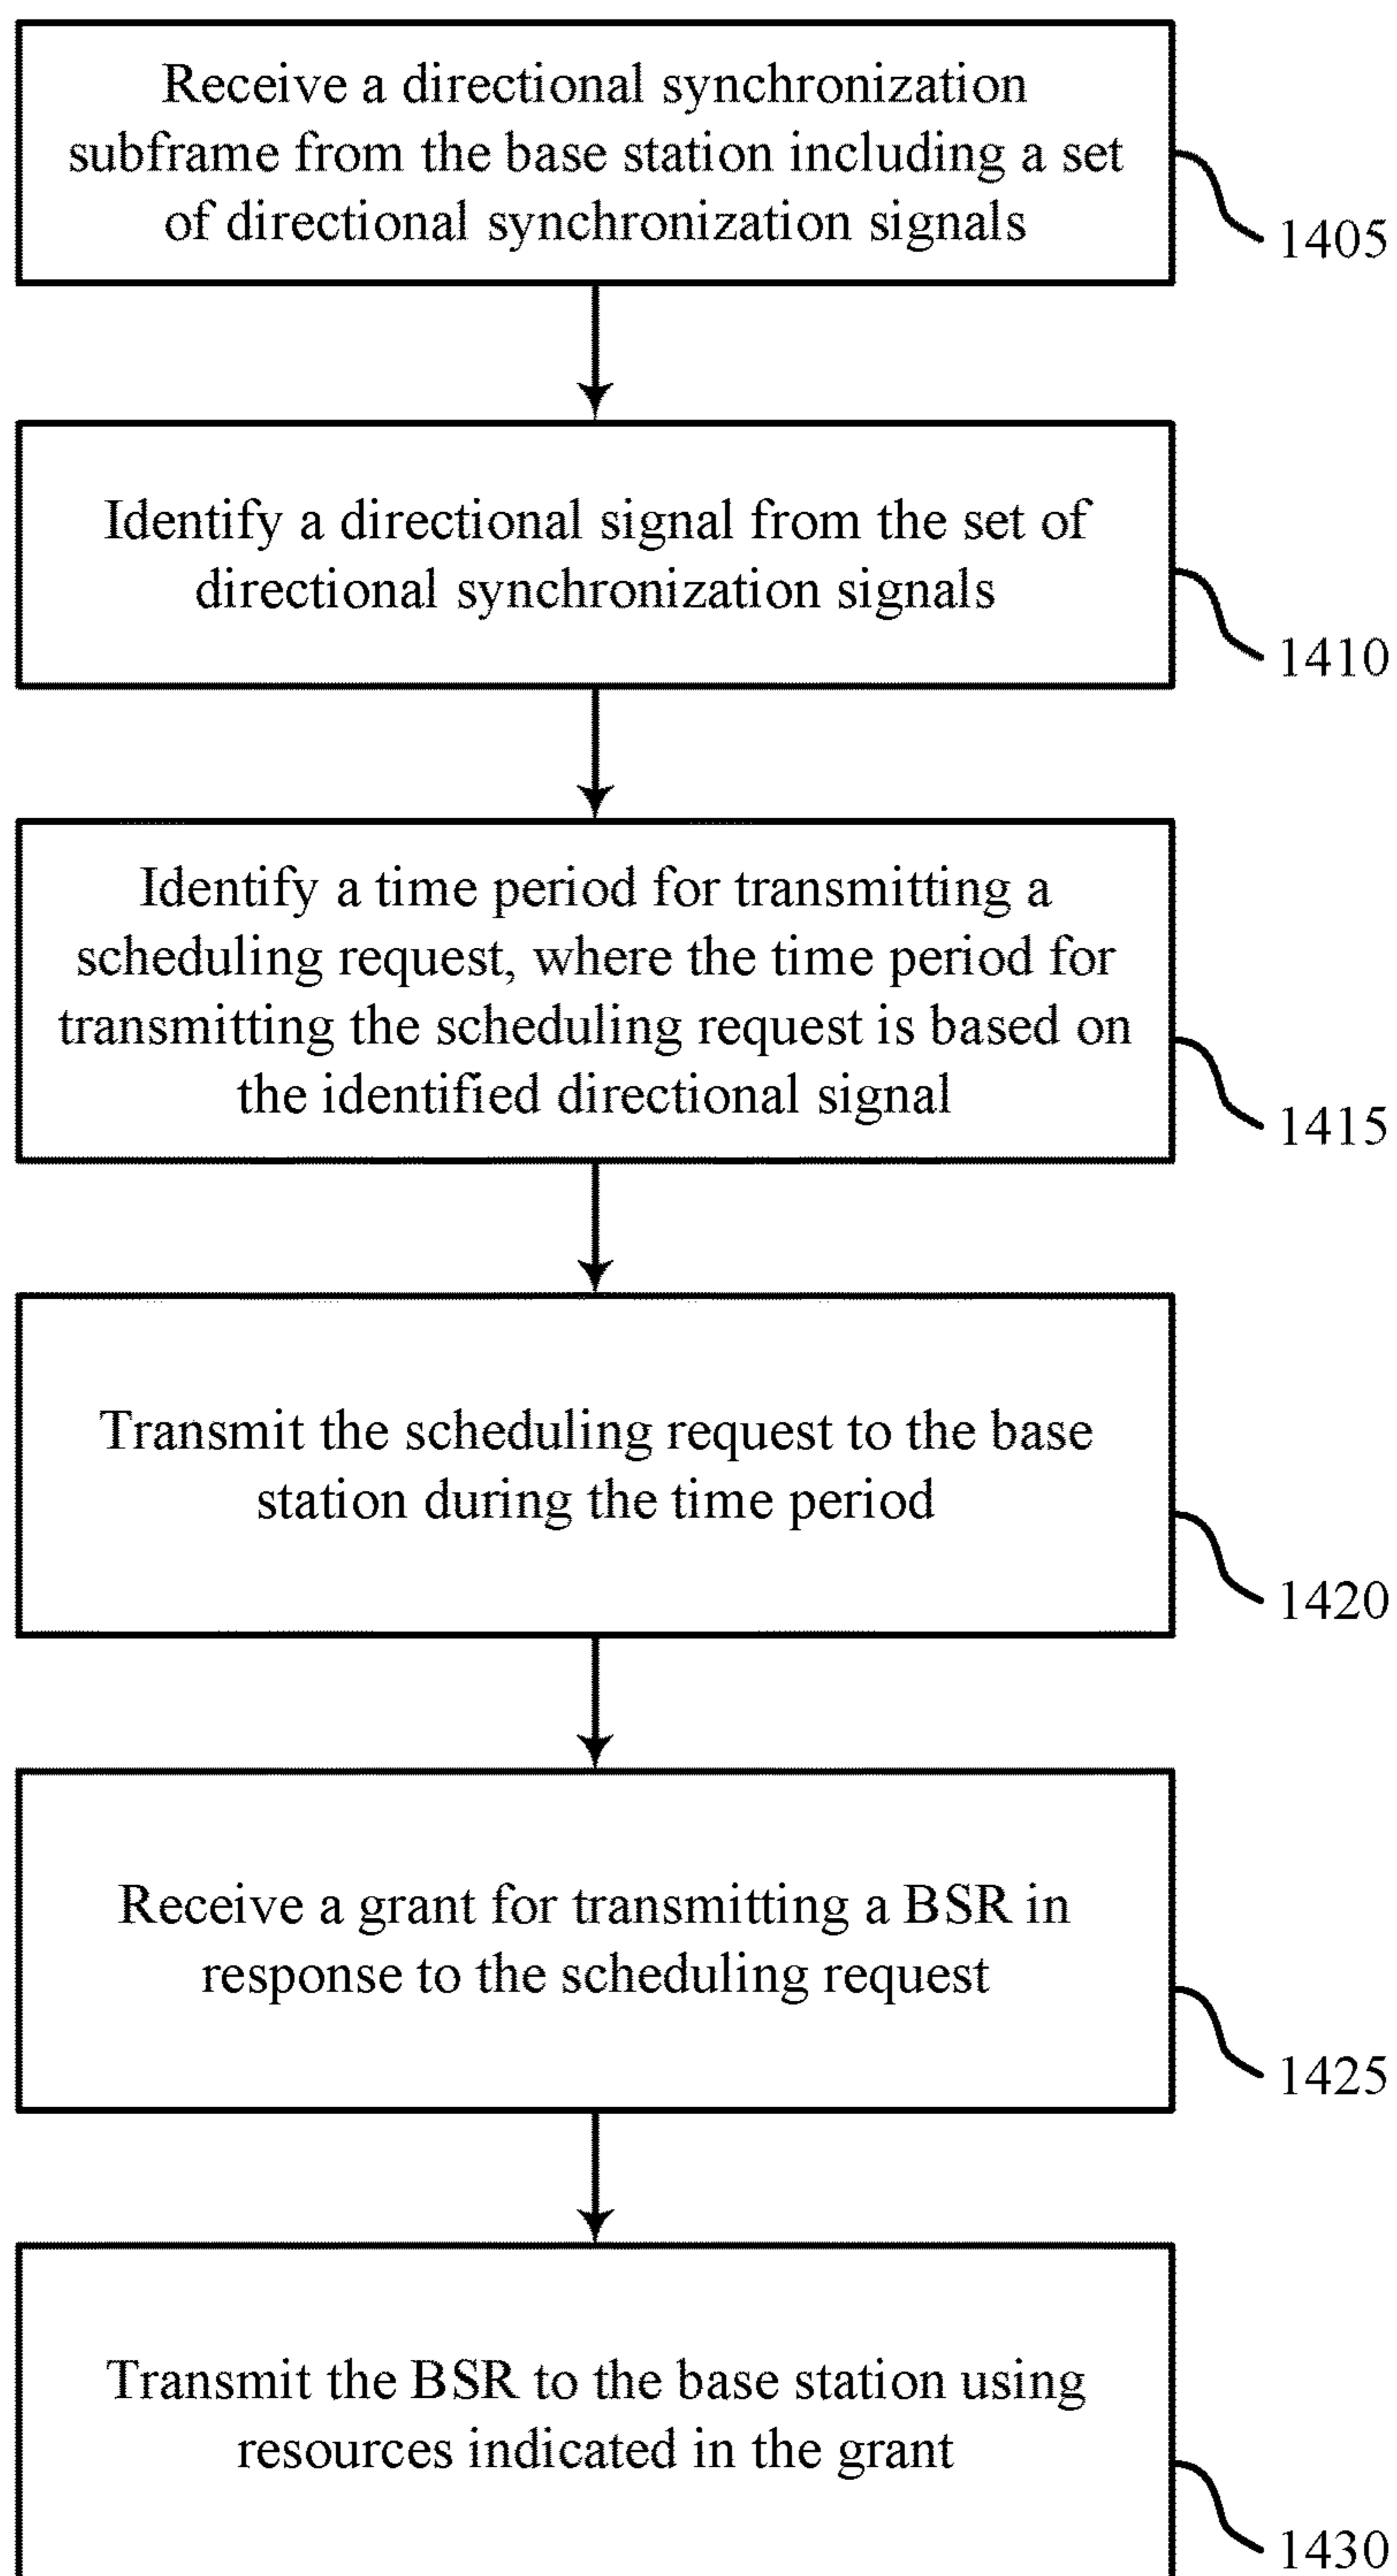 Receive a directional synchronization
subframe from the base station including a set
of directional synchronization signals
1405
Identify a directional signal from the set of
directional synchronization signals
1410
Identify a time period for transmitting a
scheduling request, where the time period for
transmitting the scheduling request is based on
the identified directional signal
1415
Transmit the scheduling request to the base
station during the time period
1420
Receive a grant for transmitting a BSR in
response to the scheduling request
1425
Transmit the BSR to the base station using
resources indicated in the grant
1430